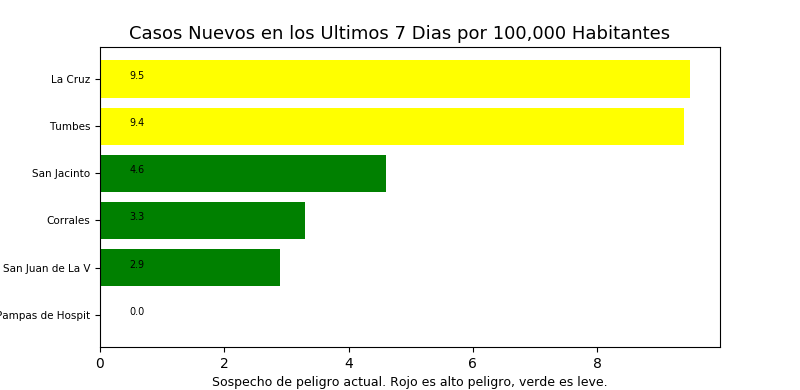 Casos Nuevos en los Ultimos 7 Dias por 100,000 Habitantes
La Cruz 9.5
Tumbes 9.4
San Jacinto 4.6
Corrales 3.3
San Juan de La V 2.9
Pampas de Hospit 0.0
0 2 4 6 8
Sospecho de peligro actual. Rojo es alto peligro, verde es leve.